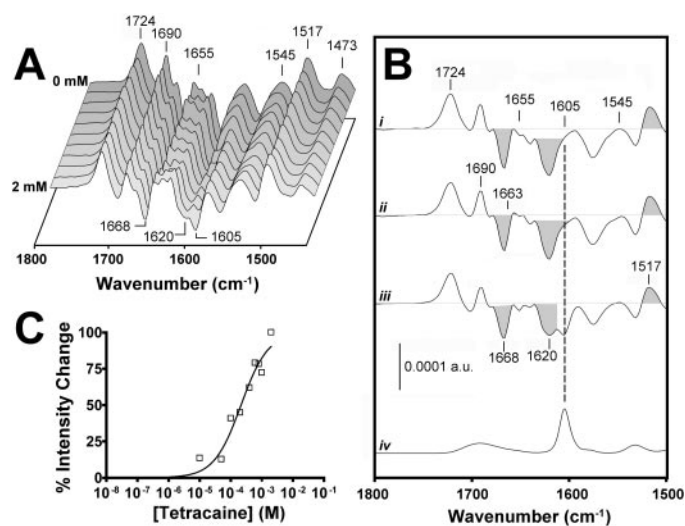 A
1724
1690
1655
1545
1517
1473
0 mM
2 mM
1668
1620
1605
1800 1700 1600 1500
Wavenumber (cm⁻¹)
B
1724
1655
1605
1545
i
1690
1663
ii
1517
iii
1668
1620
0.0001 a.u.
iv
1800 1700 1600 1500
Wavenumber (cm⁻¹)
C
% Intensity Change
100
75
50
25
0
10⁻⁸ 10⁻⁷ 10⁻⁶ 10⁻⁵ 10⁻⁴ 10⁻³ 10⁻² 10⁻¹
[Tetracaine] (M)